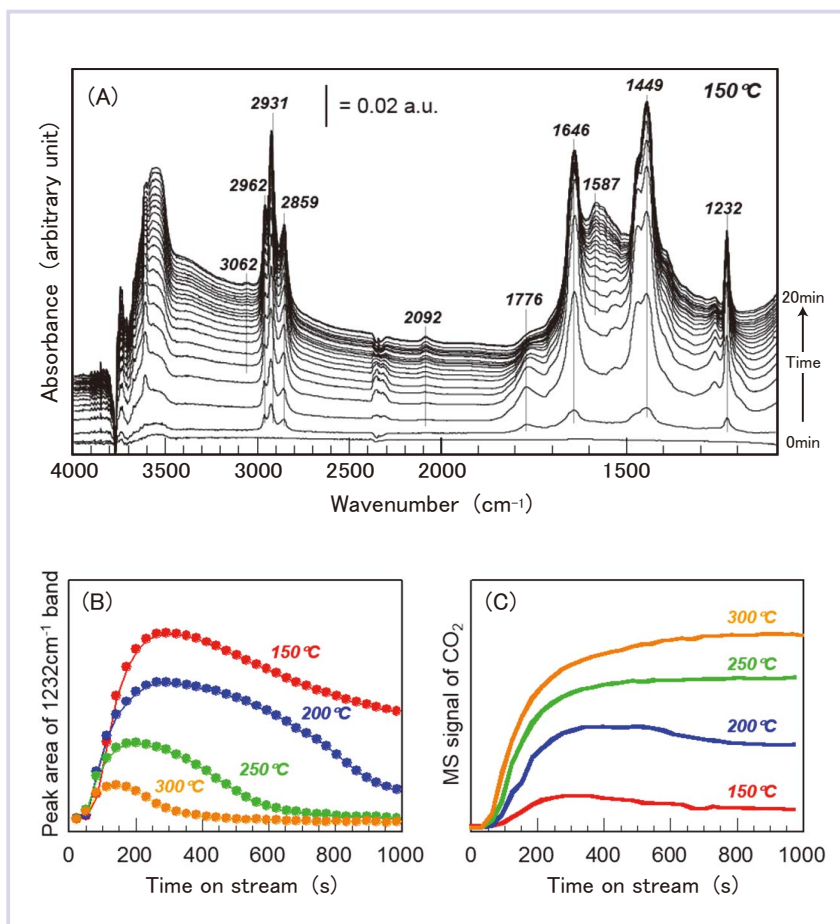 (A)
2931
= 0.02 a.u.
1449
150℃
1646
2962
1587
2859
1232
3062
2092
1776
20min
Time
0min
Absorbance (arbitrary unit)
4000 3500 3000 2500 2000 1500
Wavenumber (cm⁻¹)
(B)
150℃
200℃
250℃
300℃
Peak area of 1232cm⁻¹ band
0 200 400 600 800 1000
Time on stream (s)
(C)
300℃
250℃
200℃
150℃
MS signal of CO₂
0 200 400 600 800 1000
Time on stream (s)